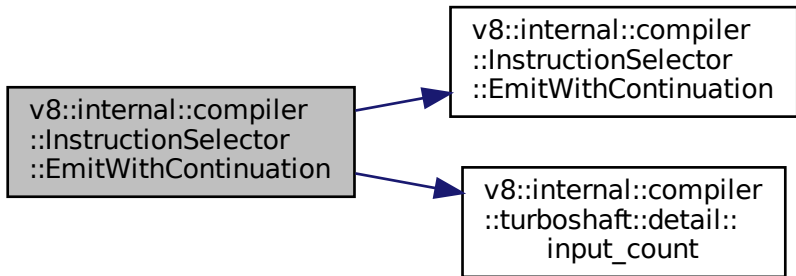 v8::internal::compiler
::InstructionSelector
::EmitWithContinuation
v8::internal::compiler
::InstructionSelector
::EmitWithContinuation
v8::internal::compiler
::turboshaft::detail::
input_count